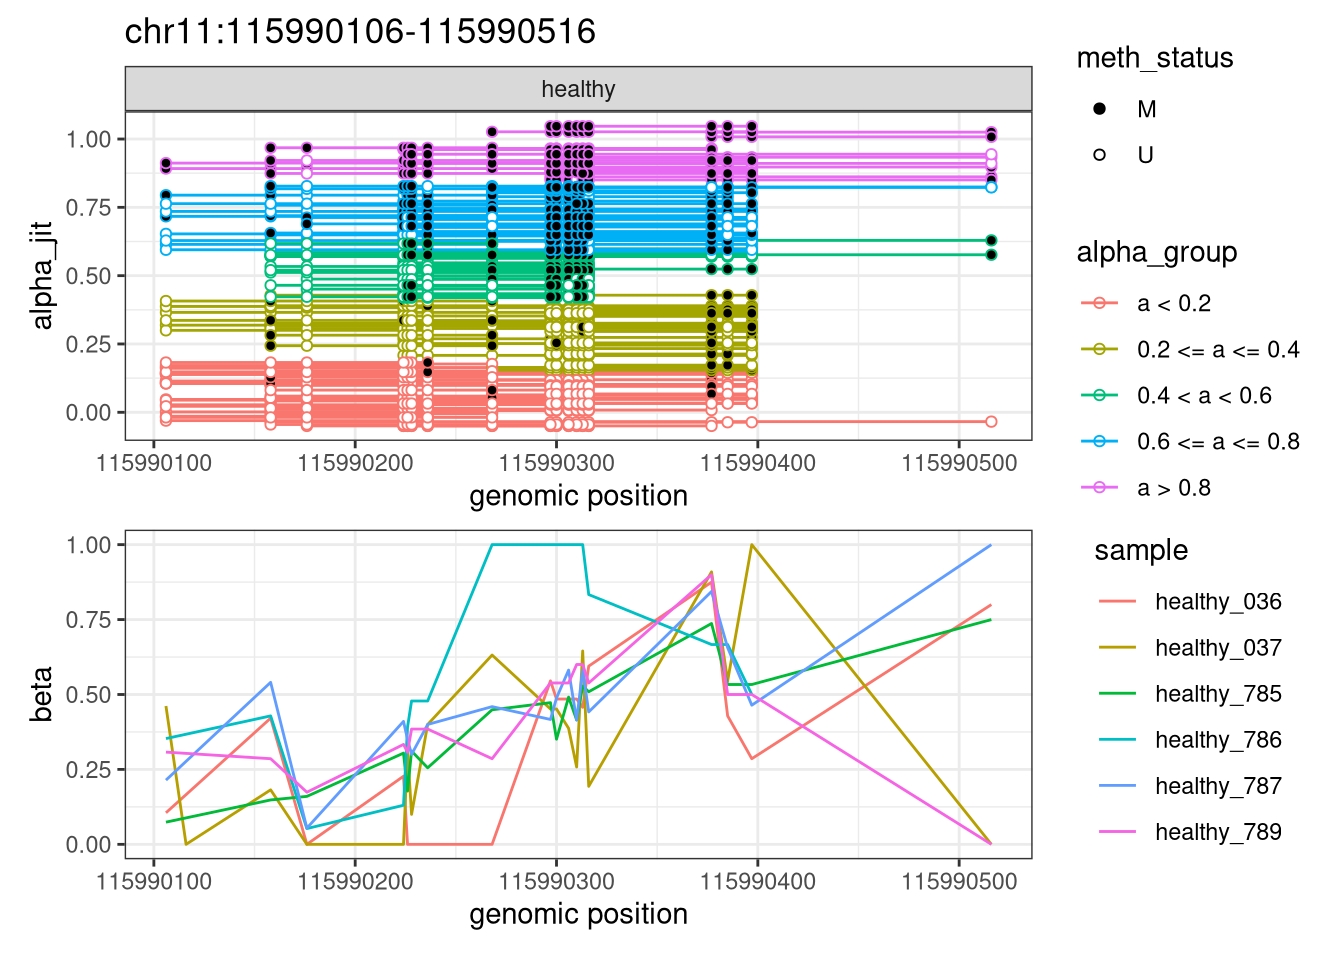 chr11:115990106-115990516
healthy
1.00
0.75
0.50
0.25
0.00
alpha_jit
115990100 115990200 115990300 115990400 115990500
genomic position
meth_status
M
U
alpha_group
a < 0.2
0.2 <= a <= 0.4
0.4 < a < 0.6
0.6 <= a <= 0.8
a > 0.8
1.00
0.75
0.50
0.25
0.00
beta
115990100 115990200 115990300 115990400 115990500
genomic position
sample
healthy_036
healthy_037
healthy_785
healthy_786
healthy_787
healthy_789